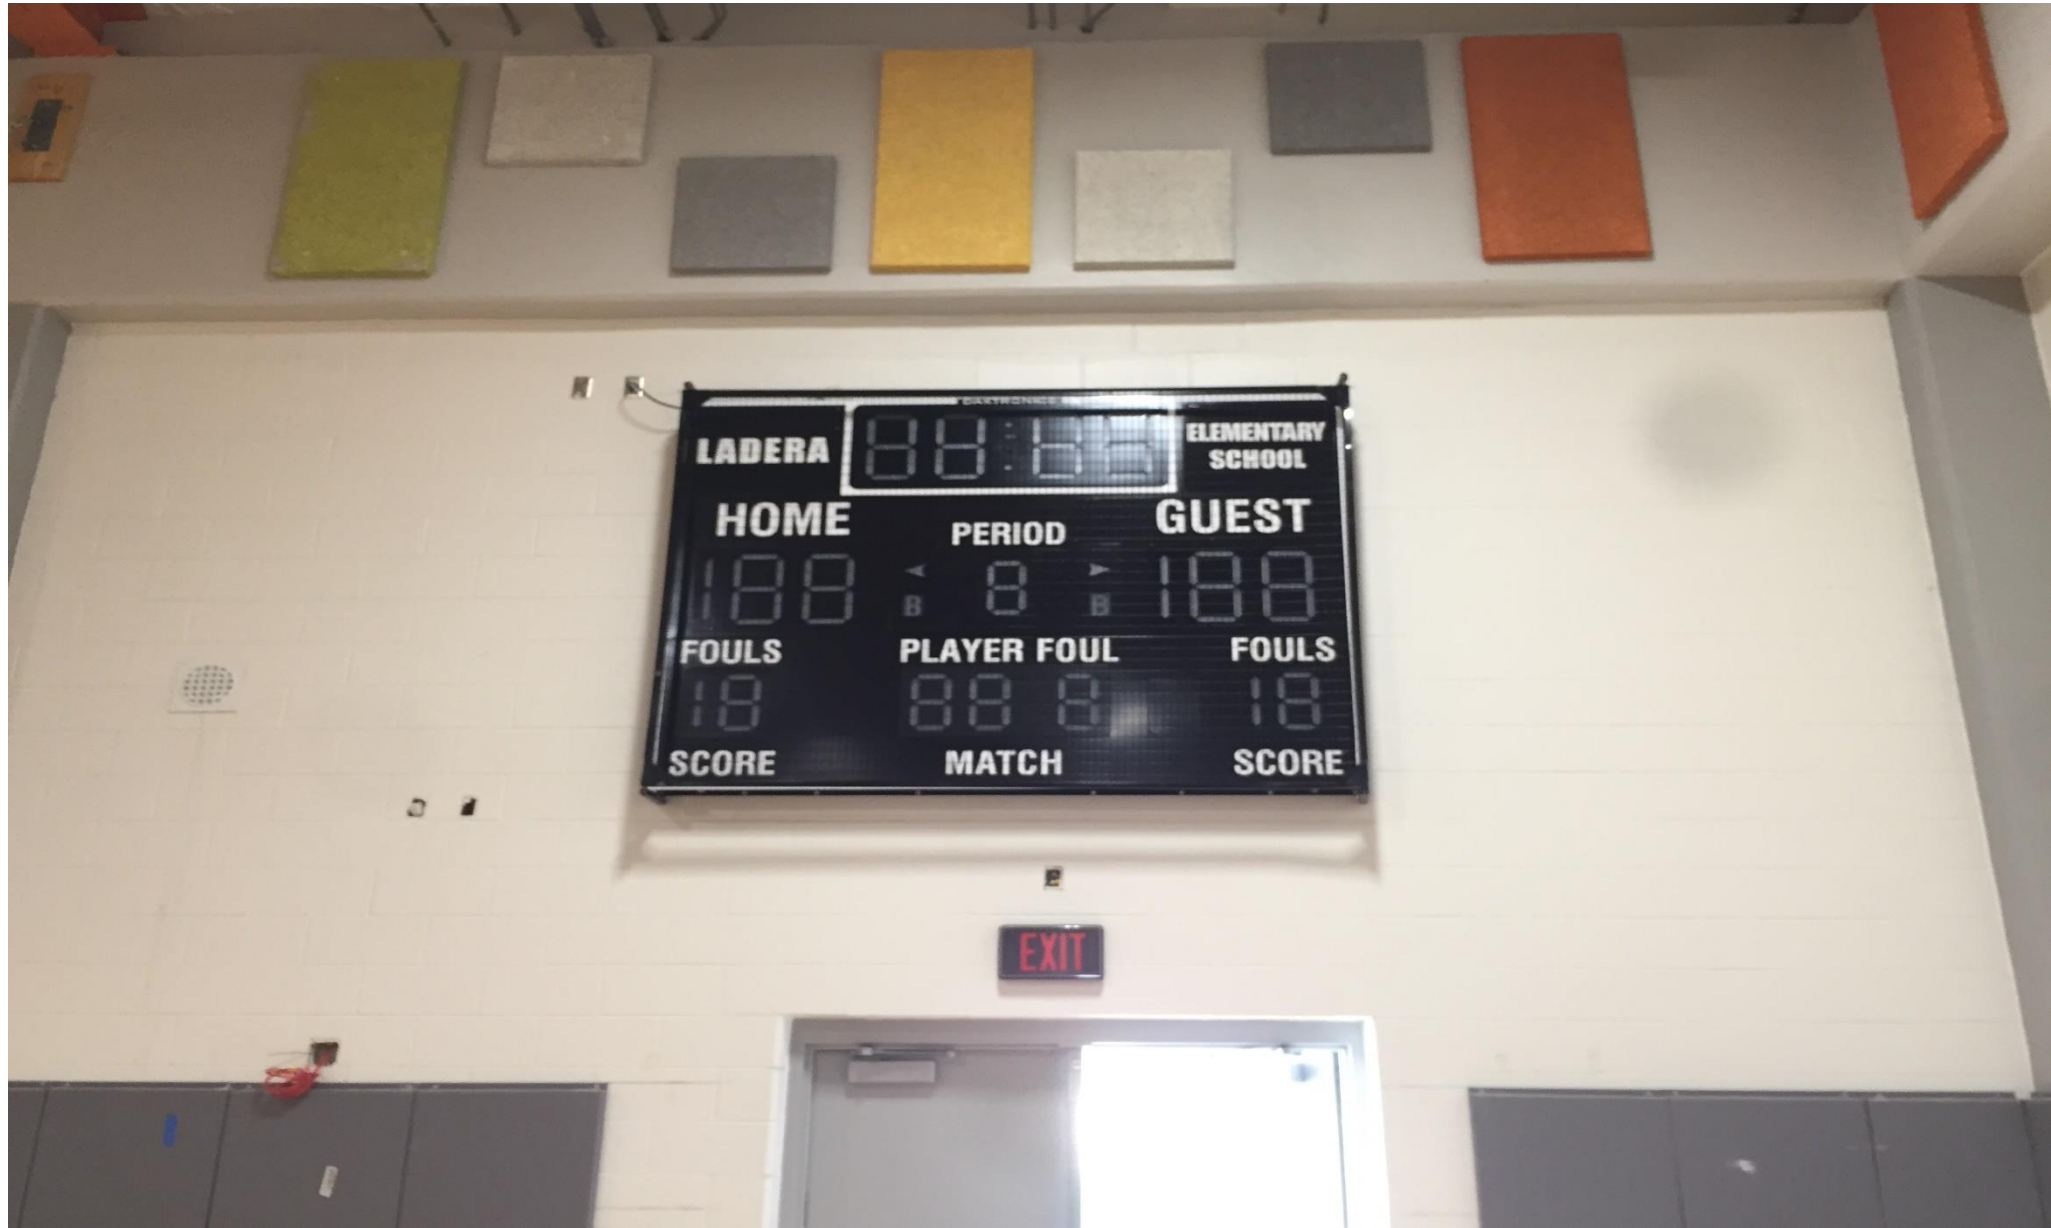 LADERA
ELEMENTARY
SCHOOL
HOME
PERIOD
GUEST
B
B
FOULS
PLAYER FOUL
FOULS
SCORE
MATCH
SCORE
EXIT